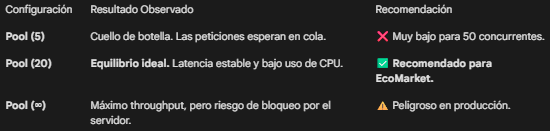 Configuración Resultado Observado Recomendación
Pool (5) Cuello de botella. Las peticiones esperan en cola. ❌ Muy bajo para 50 concurrentes.
Pool (20) Equilibrio ideal. Latencia estable y bajo uso de CPU. ✅ Recomendado para
EcoMarket.
Pool (∞) Máximo throughput, pero riesgo de bloqueo por el ⚠️ Peligroso en producción.
servidor.